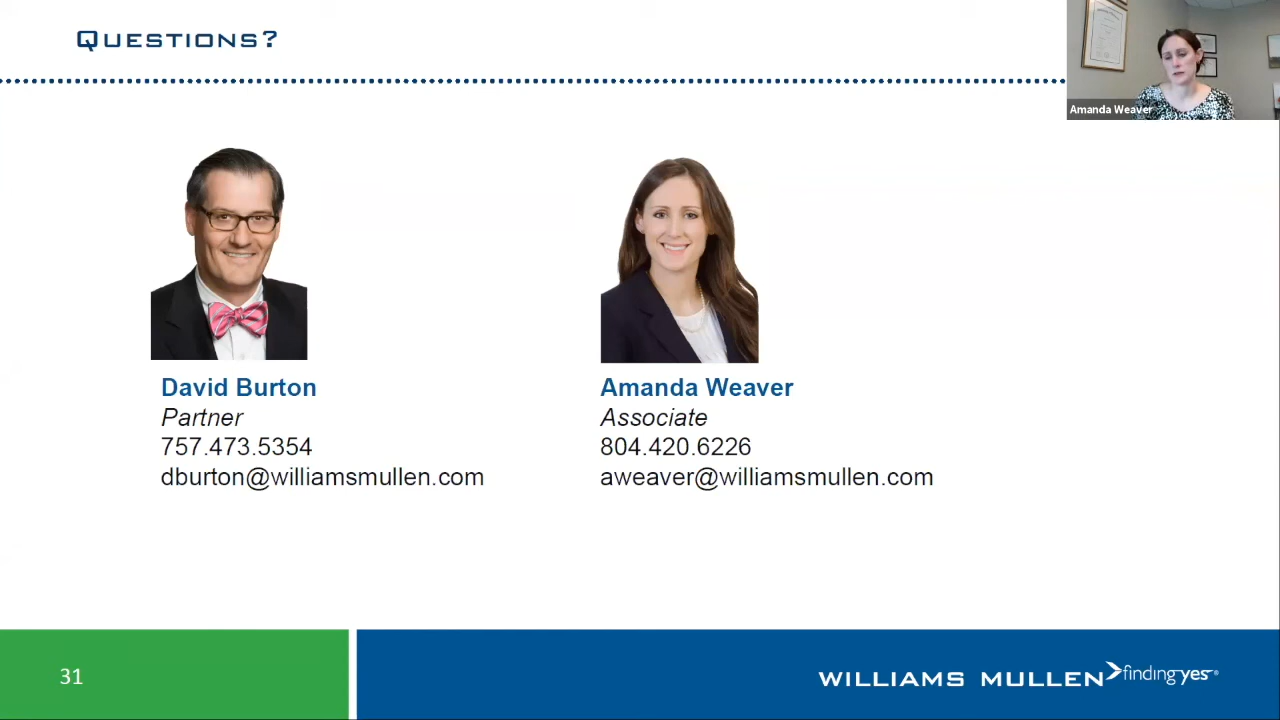 QUESTIONS?
Amanda Weaver
David Burton
Partner
757.473.5354
dburton@williamsmullen.com
Amanda Weaver
Associate
804.420.6226
aweaver@williamsmullen.com
31
WILLIAMS MULLEN finding yes®